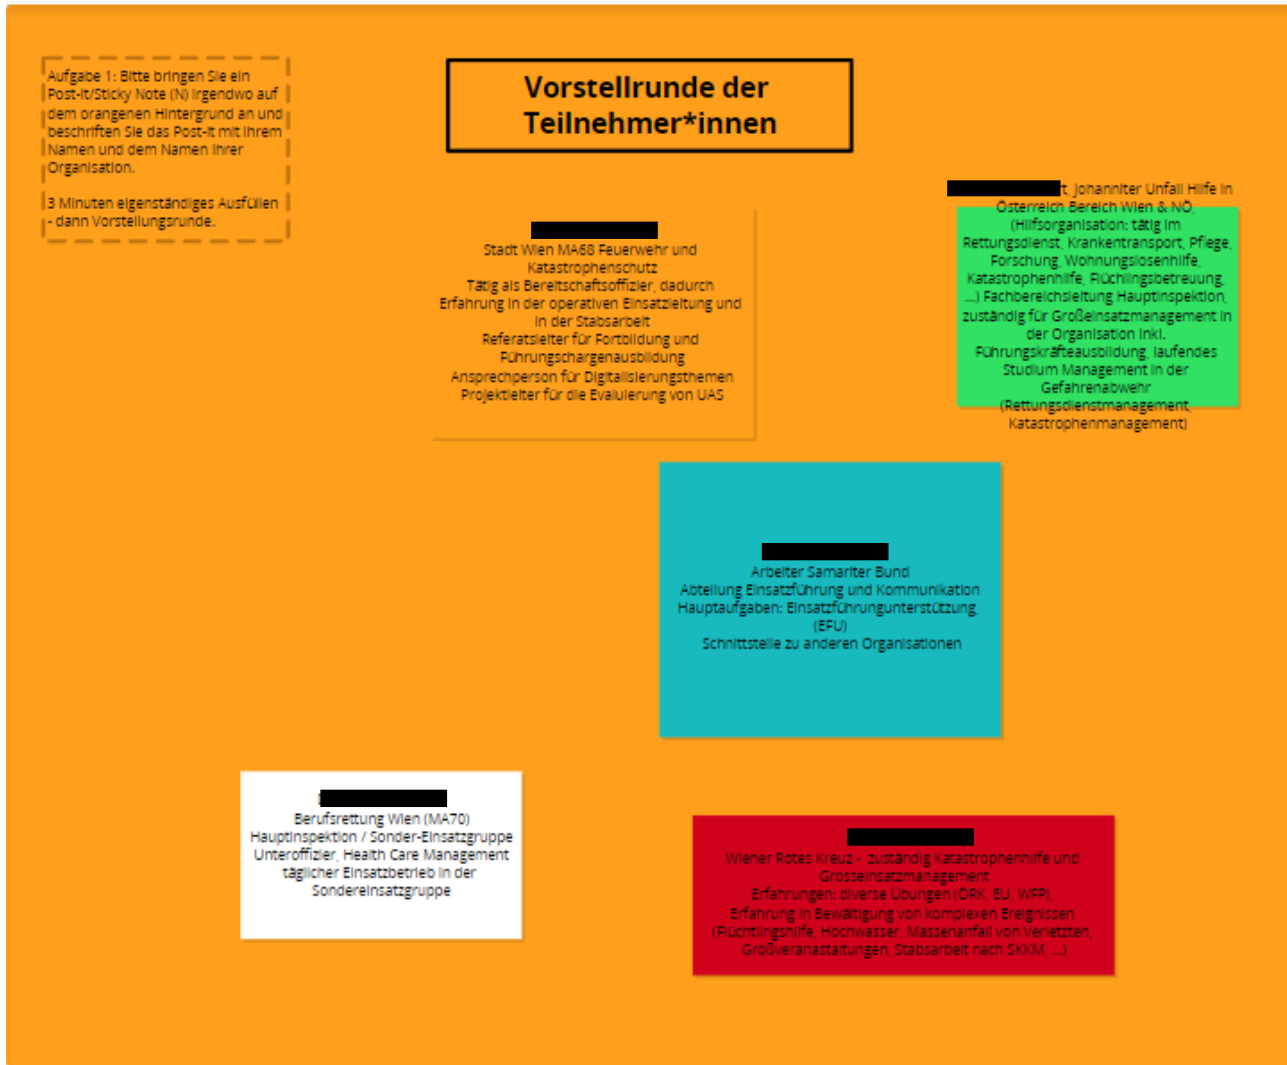 Aufgabe 1: Bitte bringen Sie ein
Post-It/Sticky Note (N) irgendwo auf
dem orangenen Hintergrund an und
beschriften Sie das Post-It mit Ihrem
Namen und dem Namen Ihrer
Organisation.
3 Minuten eigenständiges Ausfüllen
- dann Vorstellungsrunde.
Vorstellrunde der
Teilnehmer*innen
Stadt Wien MA68 Feuerwehr und
Katastrophenschutz
Tätig als Bereitschaftsoffizier, dadurch
Erfahrung in der operativen Einsatzleitung und
in der Stabsarbeit
Referatsleiter für Fortbildung und
Führungschargenausbildung
Ansprechperson für Digitalisierungsthemen
Projektleiter für die Evaluierung von UAS
t, Johanniter Unfall Hilfe in
Österreich Bereich Wien & NÖ,
(Hilfsorganisation: tätig im
Rettungsdienst, Krankentransport, Pflege,
Forschung, Wohnungslosenhilfe,
Katastrophenhilfe, Flüchlingsbetreuung,
...) Fachbereichsleitung Hauptinspektion,
zuständig für Großeinsatzmanagement in
der Organisation inkl.
Führungskräfteausbildung, laufendes
Studium Management in der
Gefahrenabwehr
(Rettungsdienstmanagement,
Katastrophenmanagement)
Arbeiter Samariter Bund
Abteilung Einsatzführung und Kommunikation
Hauptaufgaben: Einsatzführungunterstützung,
(EFU)
Schnittstelle zu anderen Organisationen
Berufsrettung Wien (MA70)
Hauptinspektion / Sonder-Einsatzgruppe
Unteroffizier, Health Care Management
täglicher Einsatzbetrieb in der
Sondereinsatzgruppe
Wiener Rotes Kreuz - zuständig Katastrophenhilfe und
Grosseinsatzmanagement
Erfahrungen: diverse Übungen (ÖRK, EU, WFP),
Erfahrung in Bewältigung von komplexen Ereignissen
(Flüchtlingshilfe, Hochwasser, Massenanfall von Verletzten,
Großveranastaltungen, Stabsarbeit nach SKKM, ...)